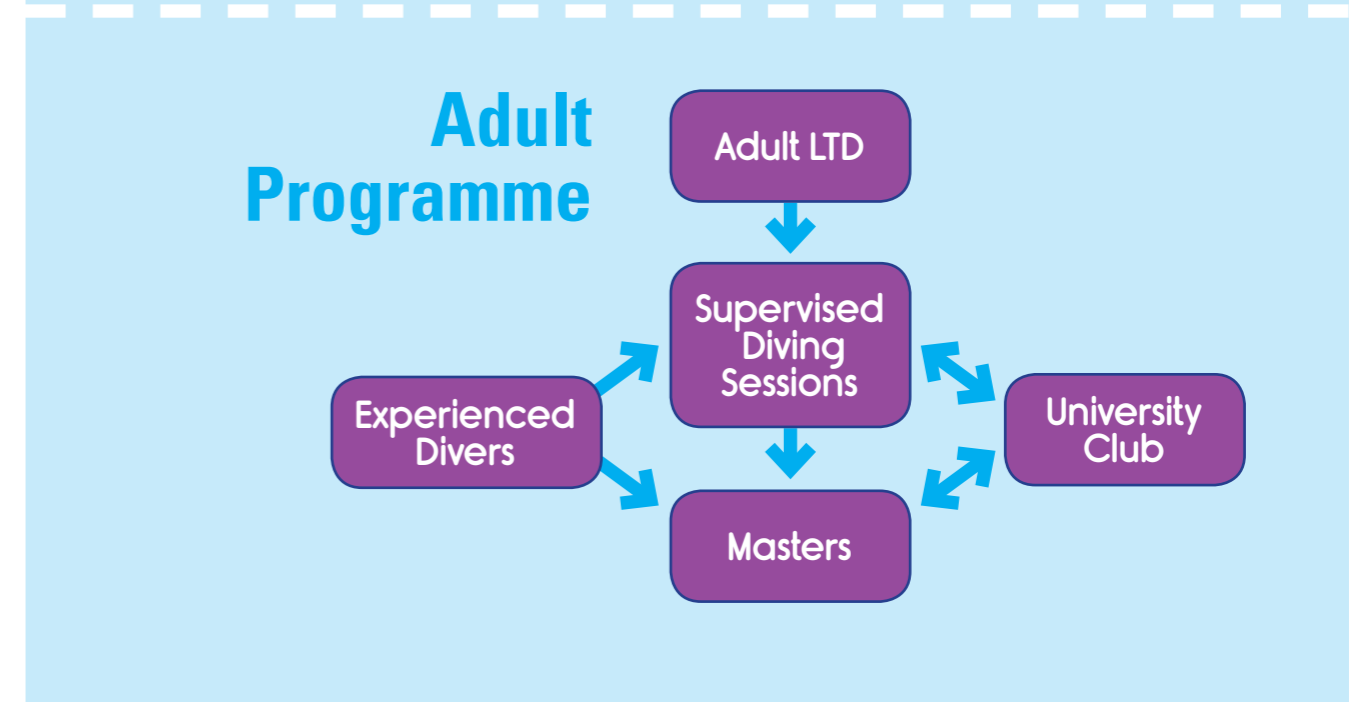 Adult
Programme
Adult LTD
Supervised
Diving
Sessions
Experienced
Divers
University
Club
Masters